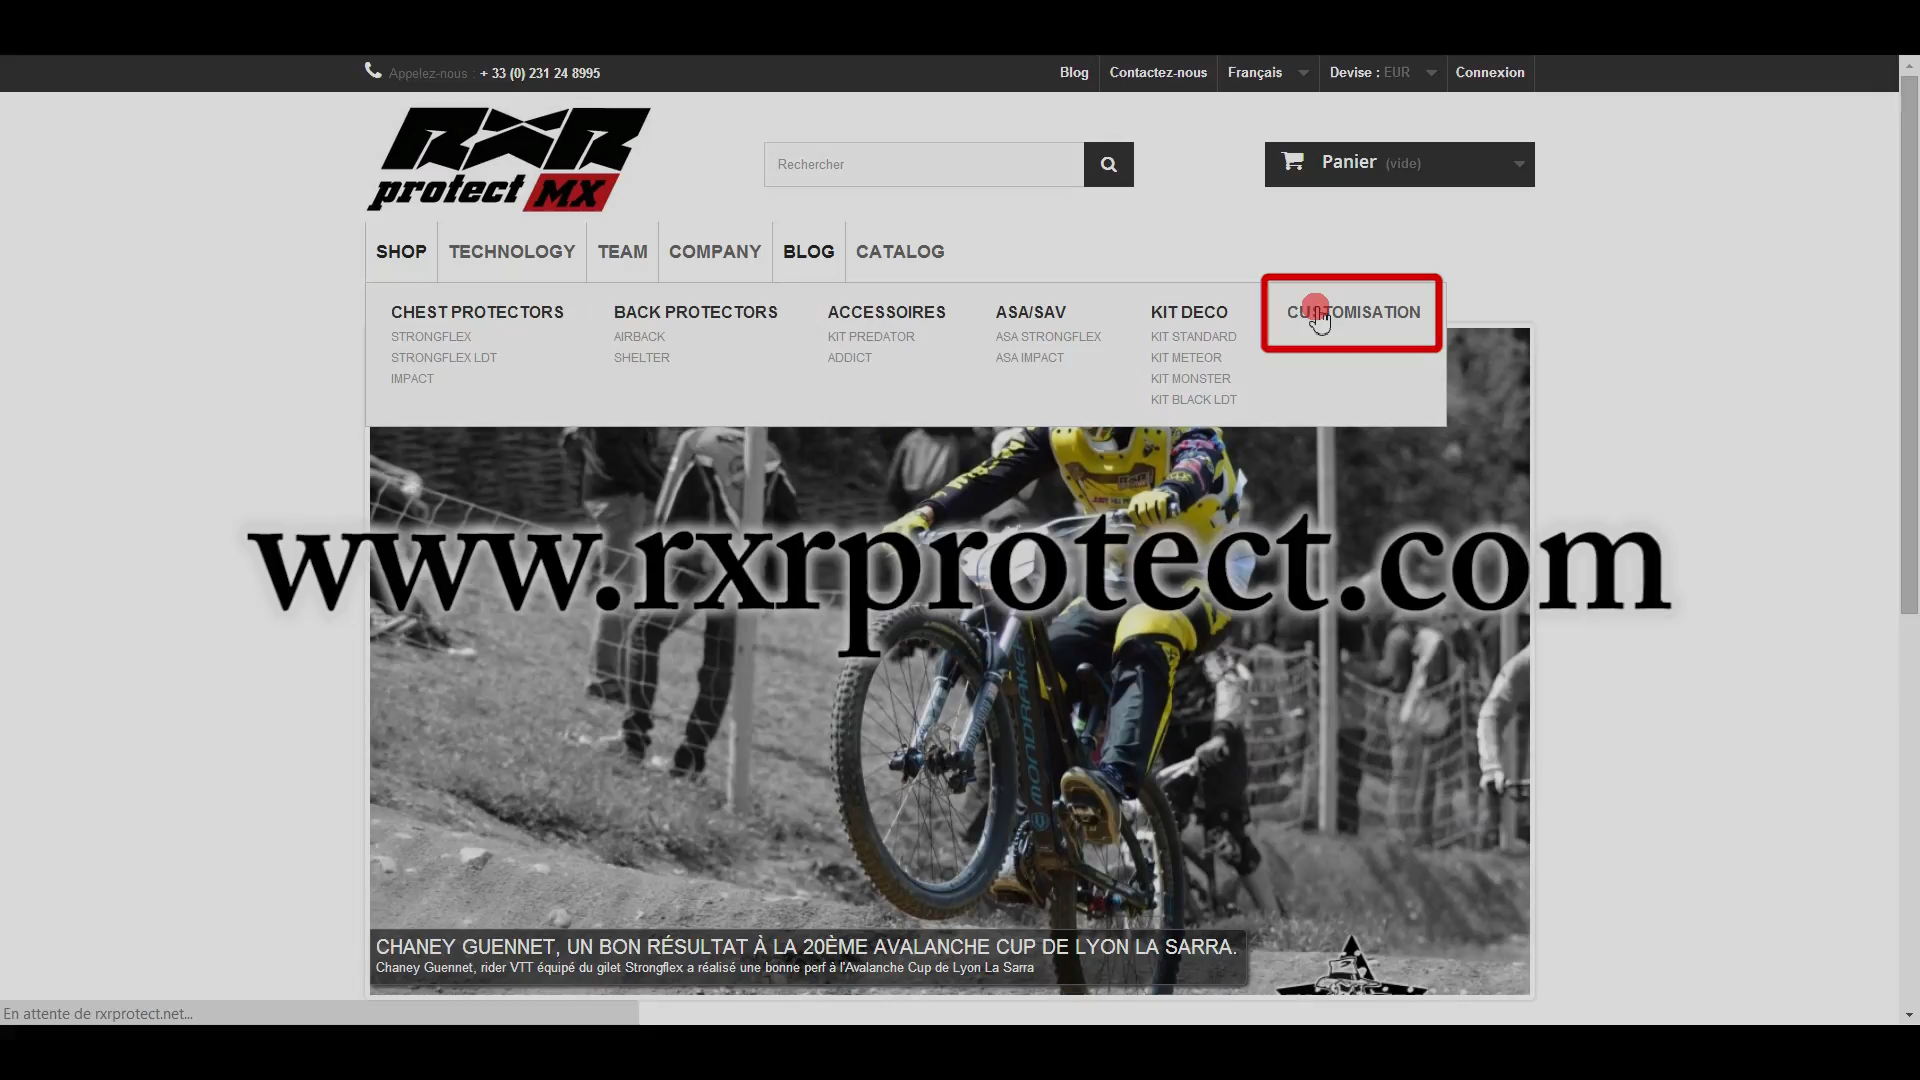 Appelez-nous : + 33 (0) 231 24 8995
Blog
Contactez-nous
Français
Devise : EUR
Connexion
RXR
protect MX
Rechercher
Panier (vide)
SHOP
TECHNOLOGY
TEAM
COMPANY
BLOG
CATALOG
CHEST PROTECTORS
STRONGFLEX
STRONGFLEX LDT
IMPACT
BACK PROTECTORS
AIRBACK
SHELTER
ACCESSOIRES
KIT PREDATOR
ADDICT
ASA/SAV
ASA STRONGFLEX
ASA IMPACT
KIT DECO
KIT STANDARD
KIT METEOR
KIT MONSTER
KIT BLACK LDT
CUSTOMISATION
www.rxrprotect.com
MONDRAKER
CHANEY GUENNET, UN BON RÉSULTAT À LA 20ÈME AVALANCHE CUP DE LYON LA SARRA.
Chaney Guennet, rider VTT équipé du gilet Strongflex a réalisé une bonne perf à l'Avalanche Cup de Lyon La Sarra
En attente de rxrprotect.net...